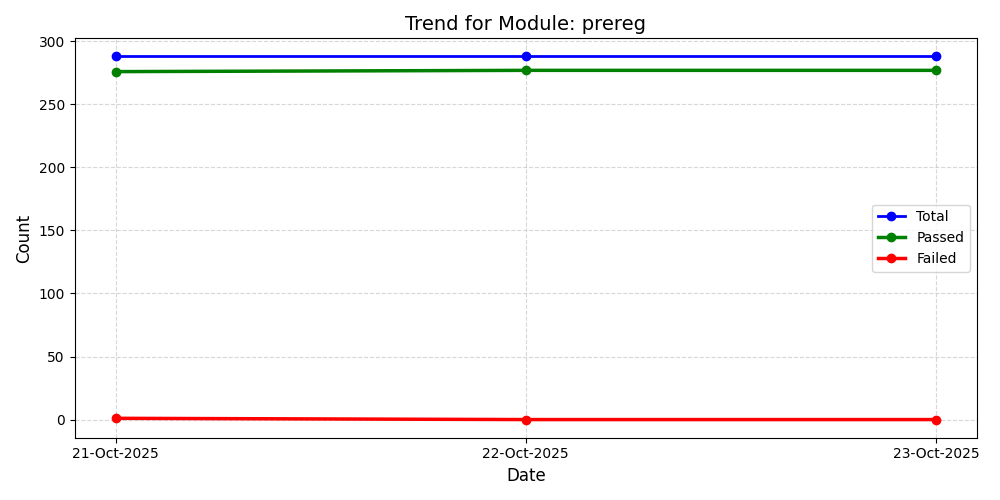 Trend for Module: prereg
300
250
200
150
100
50
0
Count
Total
Passed
Failed
21-Oct-2025
22-Oct-2025
23-Oct-2025
Date